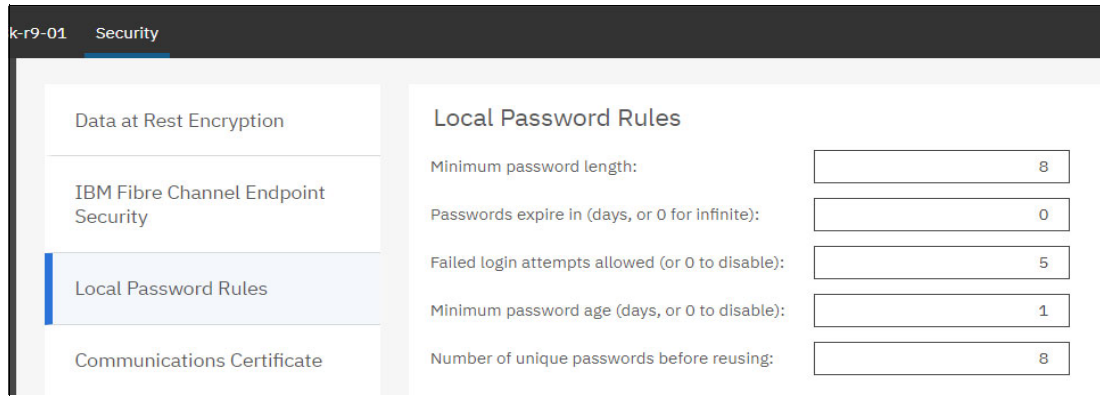 k-r9-01 Security
Data at Rest Encryption
IBM Fibre Channel Endpoint
Security
Local Password Rules
Communications Certificate
Local Password Rules
Minimum password length: 8
Passwords expire in (days, or 0 for infinite): 0
Failed login attempts allowed (or 0 to disable): 5
Minimum password age (days, or 0 to disable): 1
Number of unique passwords before reusing: 8